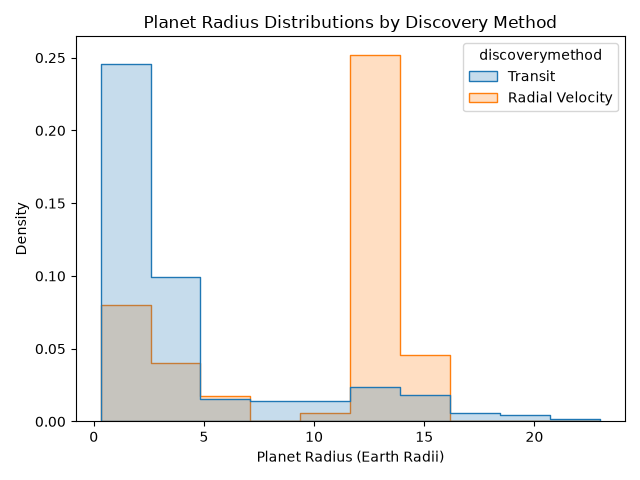 Planet Radius Distributions by Discovery Method
discoverymethod
Transit
Radial Velocity
Density
0.25
0.20
0.15
0.10
0.05
0.00
0
5
10
15
20
Planet Radius (Earth Radii)